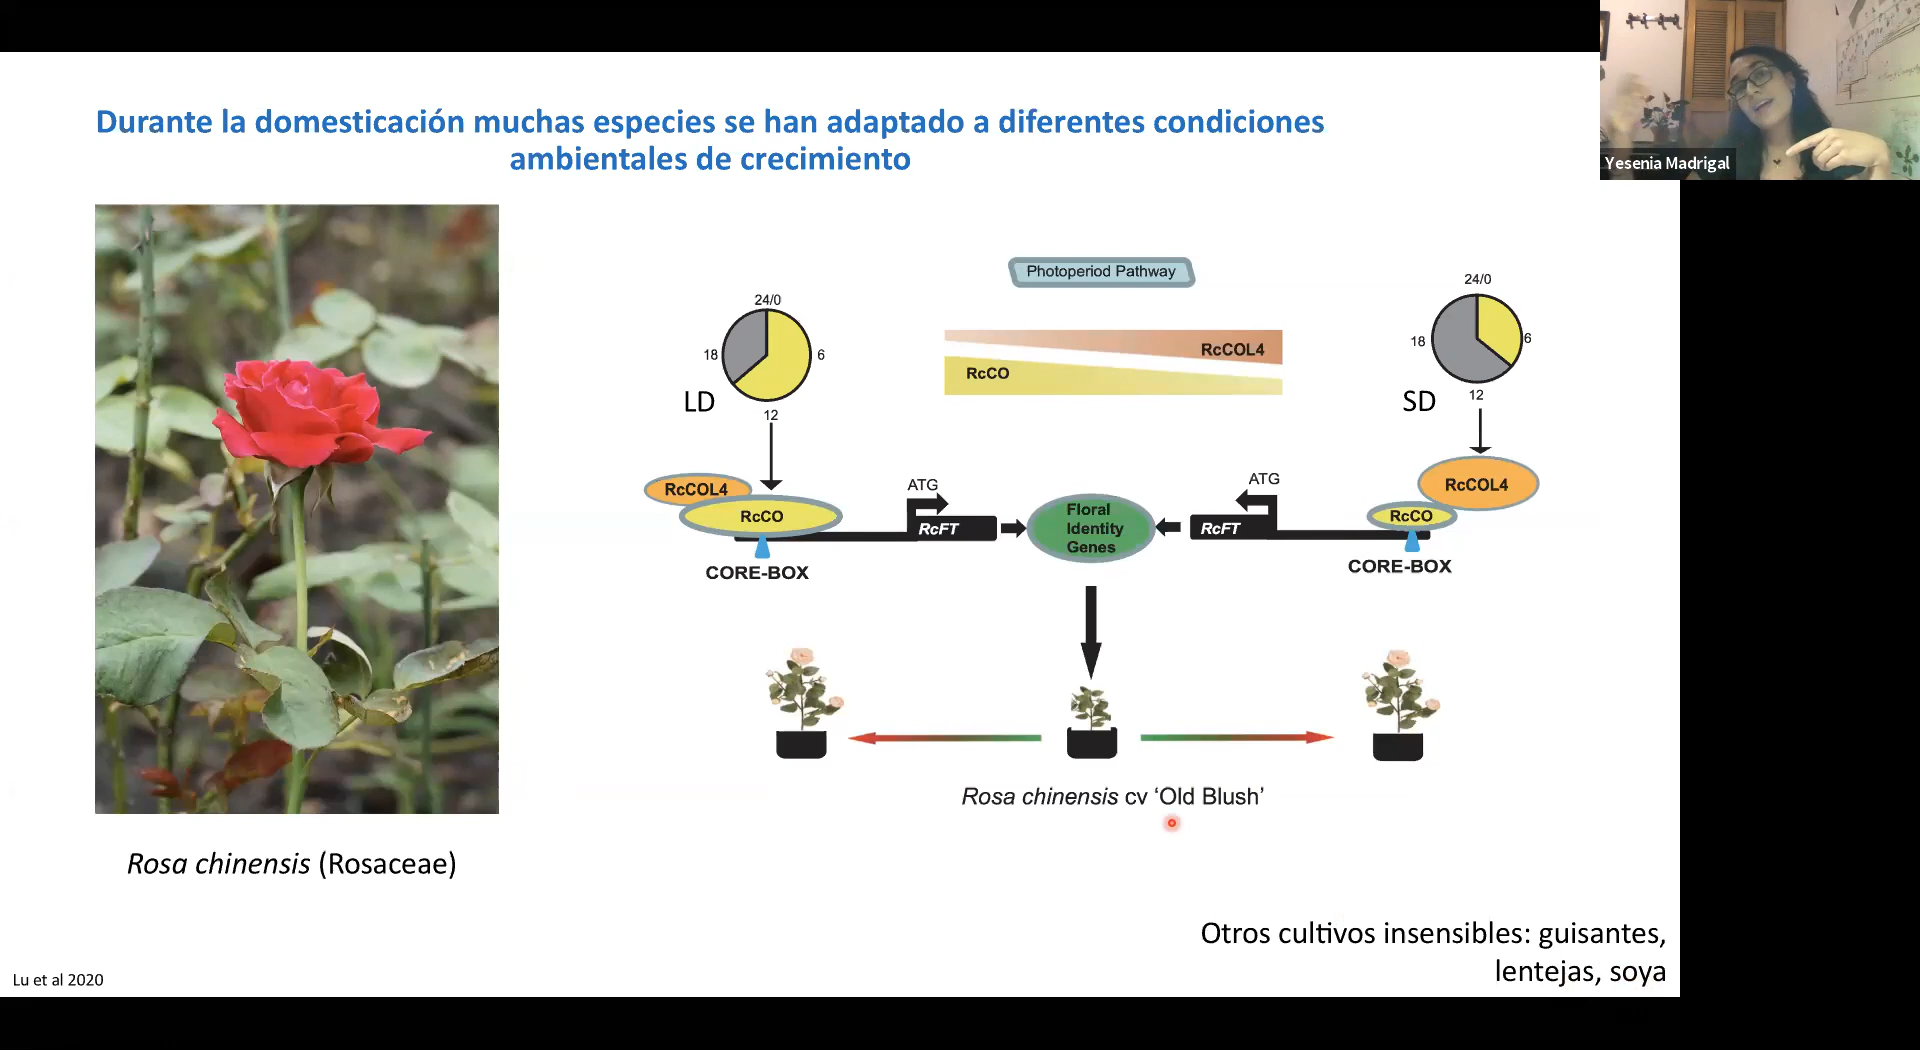 Durante la domesticación muchas especies se han adaptado a diferentes condiciones
ambientales de crecimiento
Yesenia Madrigal
Photoperiod Pathway
24/0
18
6
12
LD
RcCOL4
RcCO
24/0
18
6
12
SD
RcCOL4
RcCO
CORE-BOX
ATG
RcFT
Floral
Identity
Genes
ATG
RcFT
RcCOL4
RcCO
CORE-BOX
Rosa chinensis cv ‘Old Blush’
Rosa chinensis (Rosaceae)
Otros cultivos insensibles: guisantes,
lentejas, soya
Lu et al 2020